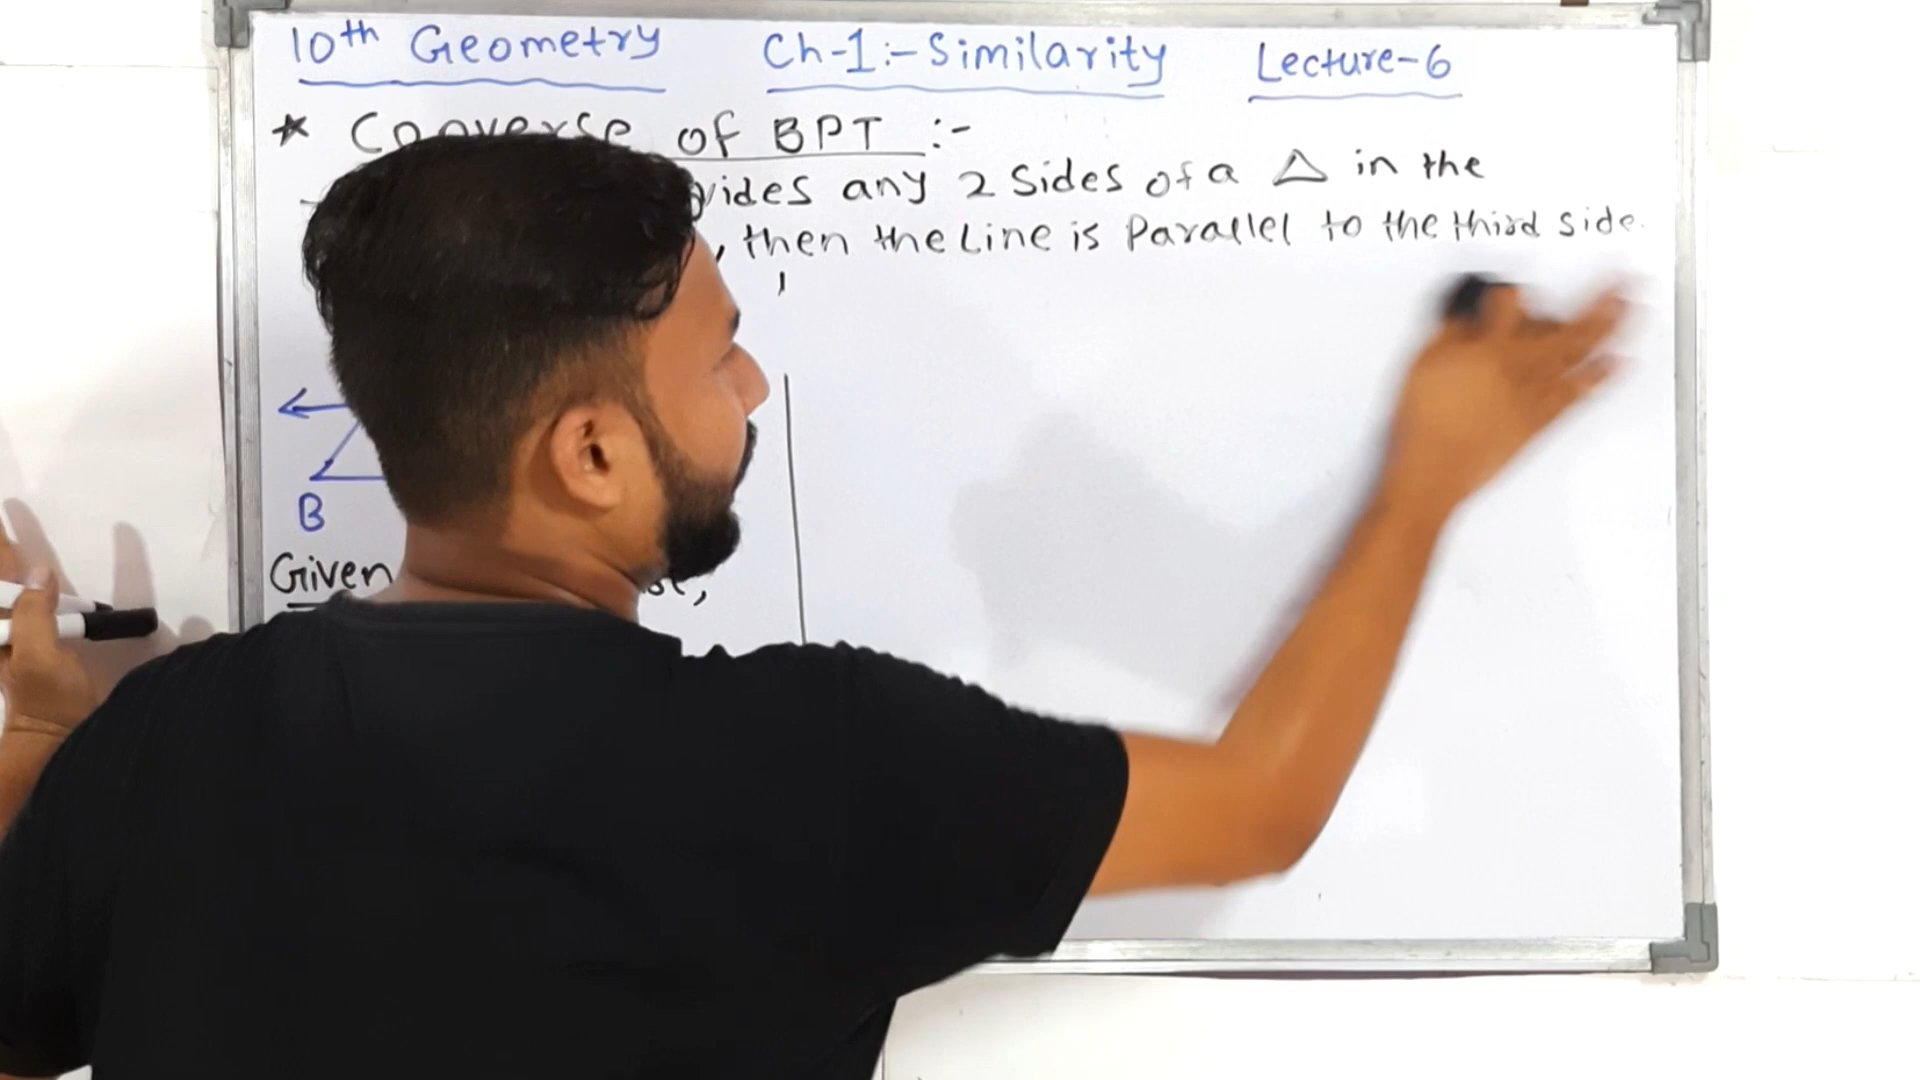 10th Geometry Ch-1:- Similarity Lecture-6
* Converse of BPT :-
any 2 Sides of a △ in the
, then the Line is Parallel to the third side.
B
Given